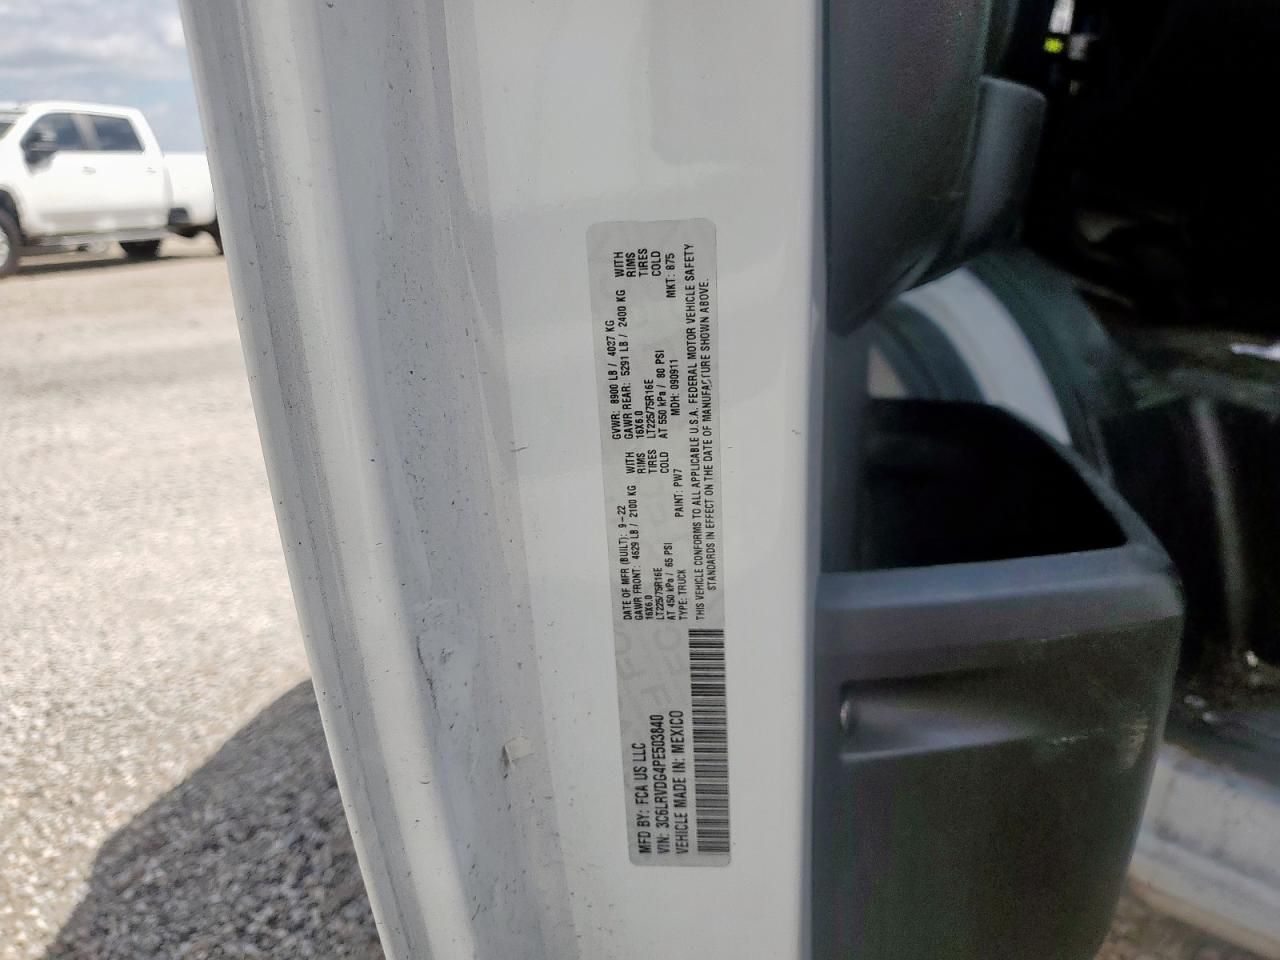 MFD BY: FCA US LLC
VIN: 3C6LRVDG4PE503840
VEHICLE MADE IN: MEXICO
DATE OF MFR (BUILT): 9-22 GVWR: 8900 LB / 4037 KG
GAWR FRONT: 4629 LB / 2100 KG WITH GAWR REAR: 5291 LB / 2400 KG WITH
16X6.0 RIMS 16X6.0 RIMS
LT225/75R16E TIRES LT225/75R16E TIRES
AT 450 kPa / 65 PSI COLD AT 550 kPa / 80 PSI COLD
TYPE: TRUCK PAINT: PW7 MDH: 090911 MKT: 875
THIS VEHICLE CONFORMS TO ALL APPLICABLE U.S.A. FEDERAL MOTOR VEHICLE SAFETY
STANDARDS IN EFFECT ON THE DATE OF MANUFACTURE SHOWN ABOVE.